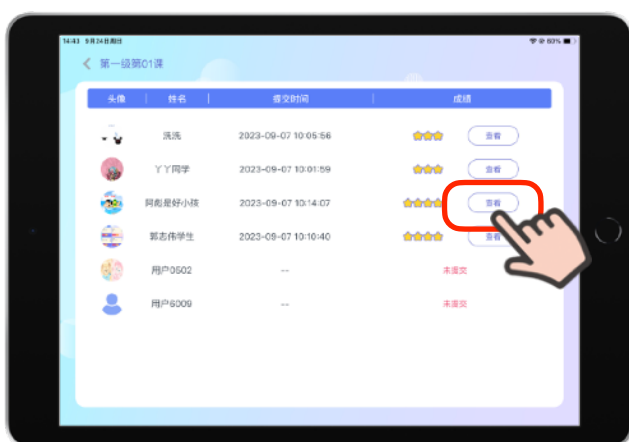 14:43 9月24日周日
60%
第一级第01课
头像 姓名 提交时间 成绩
洗洗 2023-09-07 10:05:56 查看
丫丫同学 2023-09-07 10:01:59 查看
阿彪是好小孩 2023-09-07 10:14:07 查看
郭志伟学生 2023-09-07 10:10:40 查看
用户0502 -- 未提交
用户6009 -- 未提交